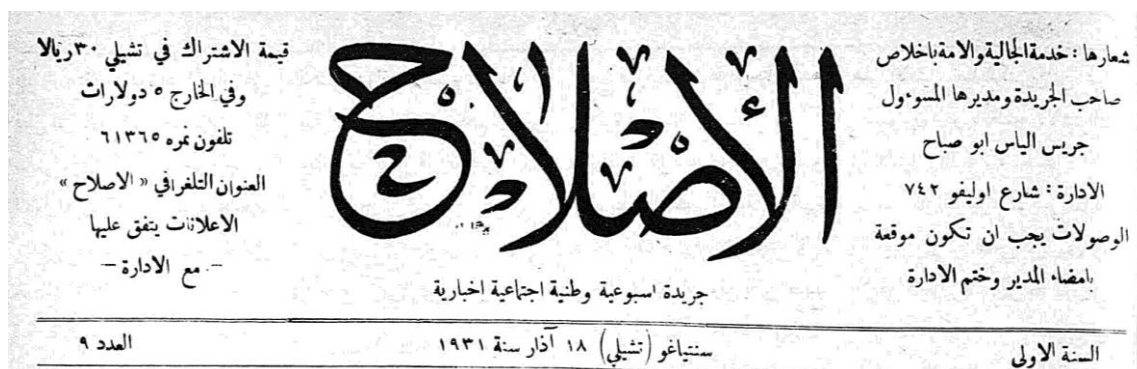 شعارها : خدمة الجالية والامة باخلاص
صاحب الجريدة ومديرها المسوءول
جريس الياس ابو صباح
الادارة : شارع اوليفو ٧٤٢
الوصولات يجب ان تكون موقعة
بامضاء المدير وختم الادارة
الإصلاح
جريدة اسبوعية وطنية اجتماعية اخبارية
قيمة الاشتراك في تشيلي ٣٠ ريالا
وفي الخارج ٥ دولارات
تلفون نمره ٦١٣٦٥
العنوان التلغرافي « الاصلاح »
الاعلانات يتفق عليها
– مع الادارة –
السنة الاولى
سنتياغو (تشيلي) ١٨ آذار سنة ١٩٣١
العدد ٩